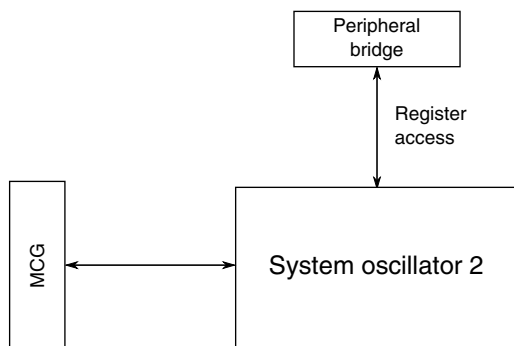 Peripheral
bridge
Register
access
MCG
System oscillator 2